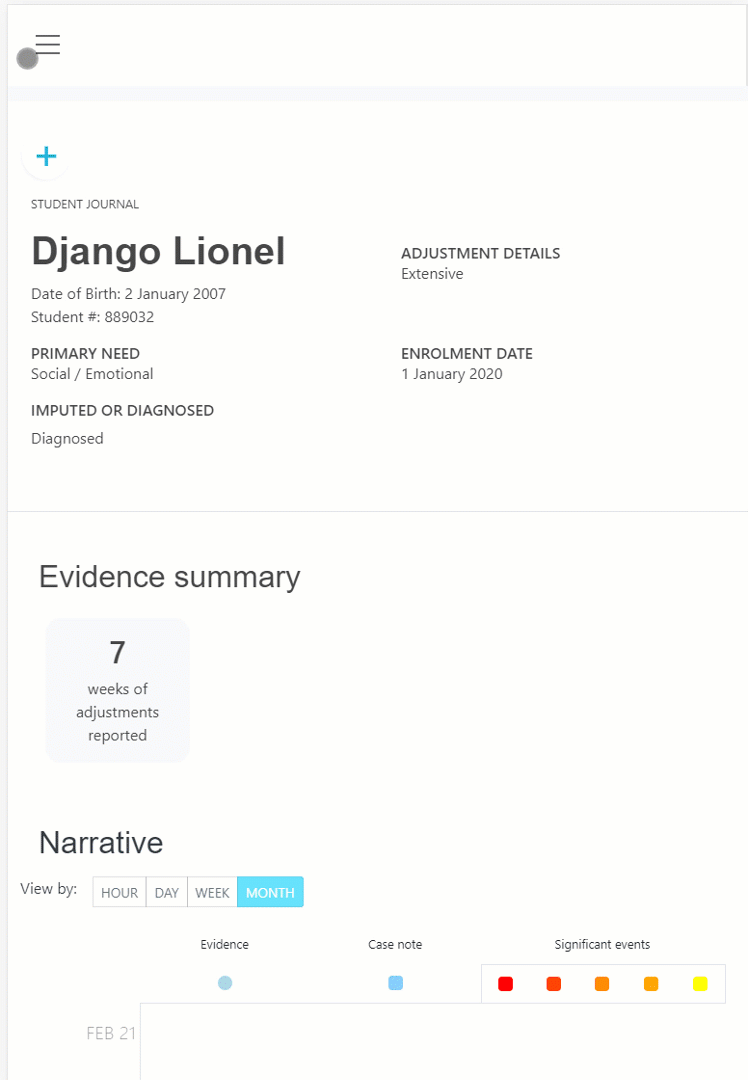 STUDENT JOURNAL
Django Lionel
Date of Birth: 2 January 2007
Student #: 889032
ADJUSTMENT DETAILS
Extensive
PRIMARY NEED
Social / Emotional
ENROLMENT DATE
1 January 2020
IMPUTED OR DIAGNOSED
Diagnosed
Evidence summary
7
weeks of
adjustments
reported
Narrative
View by: HOUR DAY WEEK MONTH
Evidence Case note Significant events
FEB 21